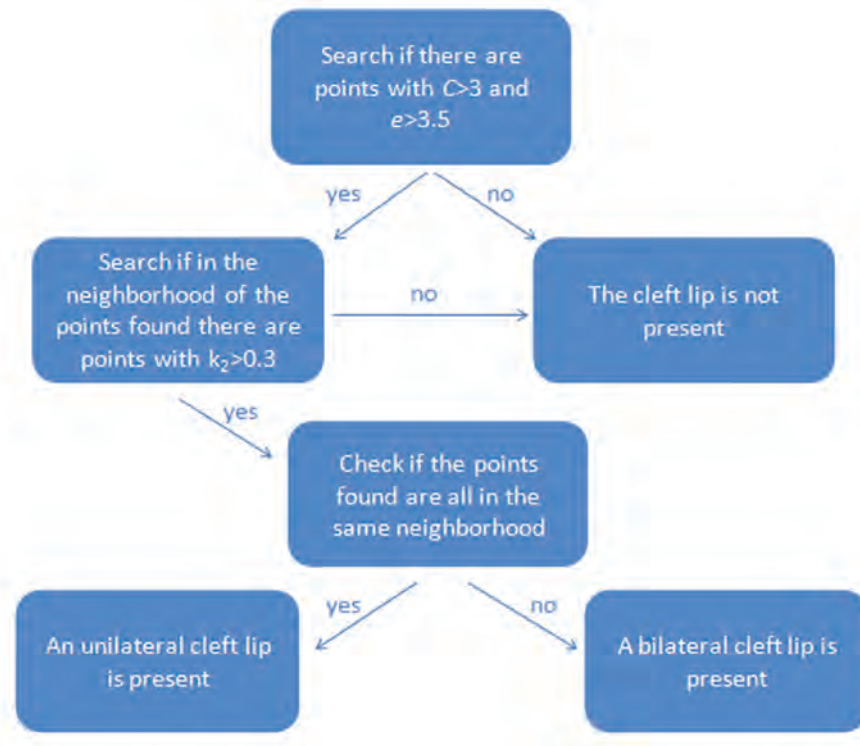 Search if there are
points with C>3 and
e>3.5
yes
no
Search if in the
neighborhood of the
points found there are
points with k₂>0.3
no
The cleft lip is not
present
yes
Check if the points
found are all in the
same neighborhood
yes
no
An unilateral cleft lip
is present
A bilateral cleft lip is
present